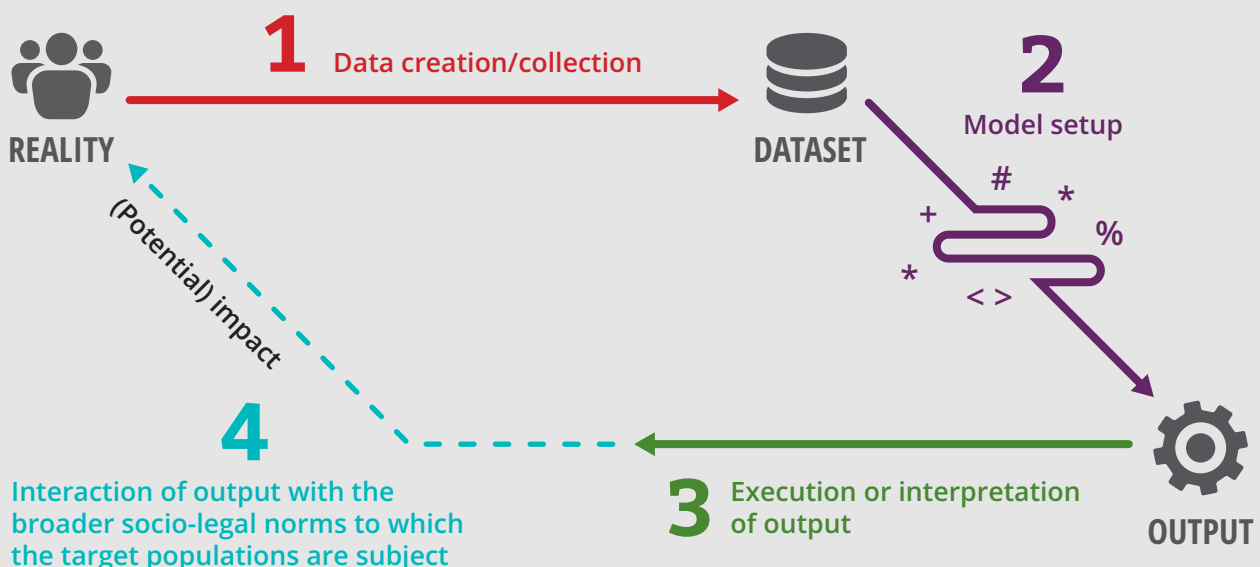 1
Data creation/collection
REALITY
DATASET
2
Model setup
#
*
+
%
*
< >
(Potential) impact
4
Interaction of output with the
broader socio-legal norms to which
the target populations are subject
3
Execution or interpretation
of output
OUTPUT